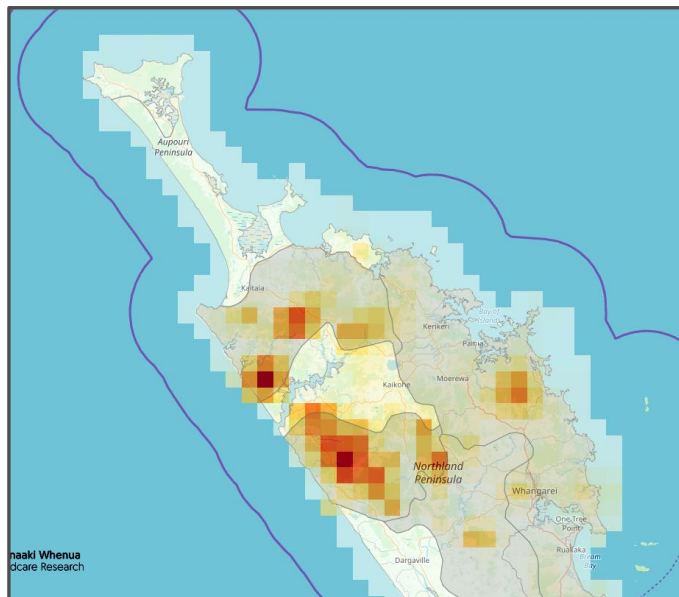 Aupouri
Peninsula
Kaitaia
Bay of
Islands
Kerikeri
Paihia
Kaikohe
Moerewa
Northland
Peninsula
Whangarei
One Tree
Point
Ruakaka
Bream
Bay
Dargaville
naaki Whenua
dcare Research